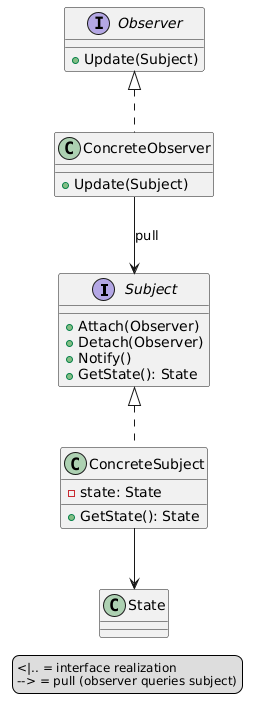 I Observer
Update(Subject)
C ConcreteObserver
Update(Subject)
pull
I Subject
Attach(Observer)
Detach(Observer)
Notify()
GetState(): State
C ConcreteSubject
state: State
GetState(): State
C State
<|.. = interface realization
--> = pull (observer queries subject)